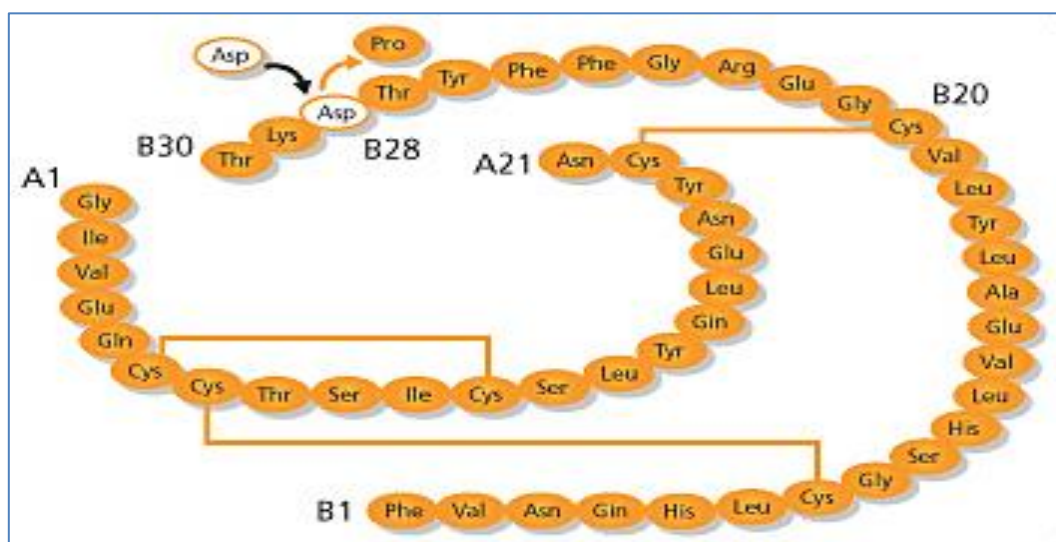 Asp
Pro
B30
Thr
Lys
Asp
B28
Thr
Tyr
Phe
Phe
Gly
Arg
Glu
Gly
Cys
B20
Val
Leu
Tyr
Leu
Ala
Glu
Val
Leu
His
Ser
Gly
Cys
Leu
His
Gln
Asn
Val
Phe
B1
A1
Gly
Ile
Val
Glu
Gln
Cys
Cys
Thr
Ser
Ile
Cys
Ser
Leu
Tyr
Gln
Leu
Glu
Asn
Tyr
Cys
Asn
A21